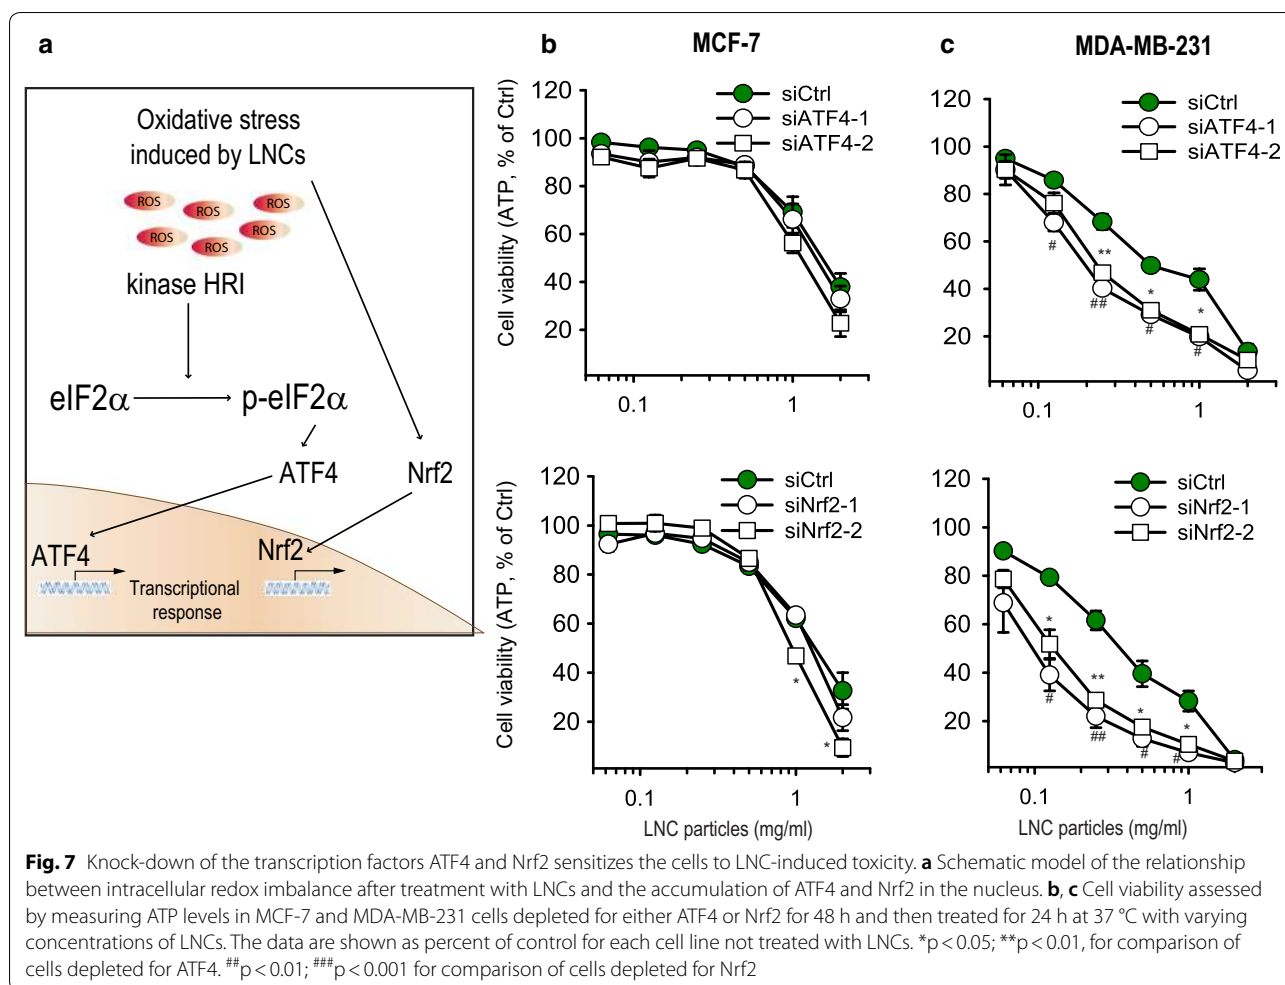 a
Oxidative stress
induced by LNCs
ROS
ROS
ROS
ROS
ROS
ROS
kinase HRI
eIF2α
p-eIF2α
ATF4
Nrf2
ATF4
Nrf2
Transcriptional
response
b
MCF-7
Cell viability (ATP, % of Ctrl)
120
100
80
60
40
20
siCtrl
siATF4-1
siATF4-2
0.1
1
Cell viability (ATP, % of Ctrl)
120
100
80
60
40
20
siCtrl
siNrf2-1
siNrf2-2
*
*
0.1
1
LNC particles (mg/ml)
c
MDA-MB-231
120
100
80
60
40
20
siCtrl
siATF4-1
siATF4-2
#
**
##
*
#
*
#
0.1
1
120
100
80
60
40
20
siCtrl
siNrf2-1
siNrf2-2
*
#
**
##
*
#
*
#
0.1
1
LNC particles (mg/ml)
Fig. 7 Knock-down of the transcription factors ATF4 and Nrf2 sensitizes the cells to LNC-induced toxicity. a Schematic model of the relationship
between intracellular redox imbalance after treatment with LNCs and the accumulation of ATF4 and Nrf2 in the nucleus. b, c Cell viability assessed
by measuring ATP levels in MCF-7 and MDA-MB-231 cells depleted for either ATF4 or Nrf2 for 48 h and then treated for 24 h at 37 °C with varying
concentrations of LNCs. The data are shown as percent of control for each cell line not treated with LNCs. *p < 0.05; **p < 0.01, for comparison of
cells depleted for ATF4. ##p < 0.01; ###p < 0.001 for comparison of cells depleted for Nrf2